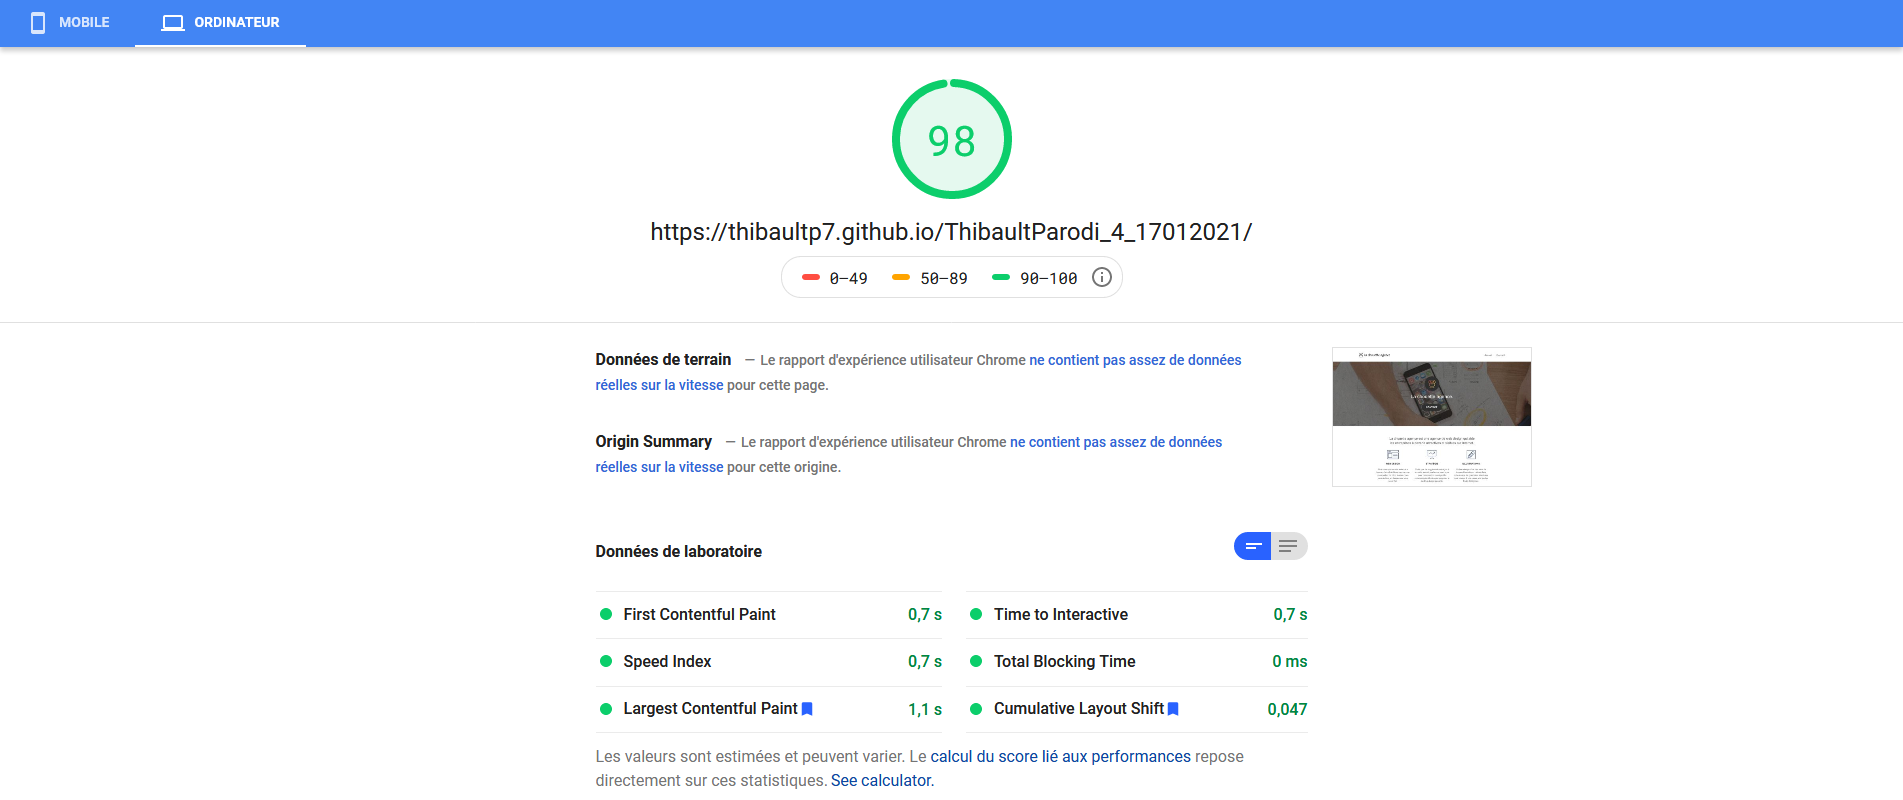 MOBILE
ORDINATEUR
98
https://thibaultp7.github.io/ThibaultParodi_4_17012021/
0–49 50–89 90–100
Données de terrain — Le rapport d'expérience utilisateur Chrome ne contient pas assez de données
réelles sur la vitesse pour cette page.
Origin Summary — Le rapport d'expérience utilisateur Chrome ne contient pas assez de données
réelles sur la vitesse pour cette origine.
Données de laboratoire
First Contentful Paint 0,7 s
Time to Interactive 0,7 s
Speed Index 0,7 s
Total Blocking Time 0 ms
Largest Contentful Paint 1,1 s
Cumulative Layout Shift 0,047
Les valeurs sont estimées et peuvent varier. Le calcul du score lié aux performances repose
directement sur ces statistiques. See calculator.